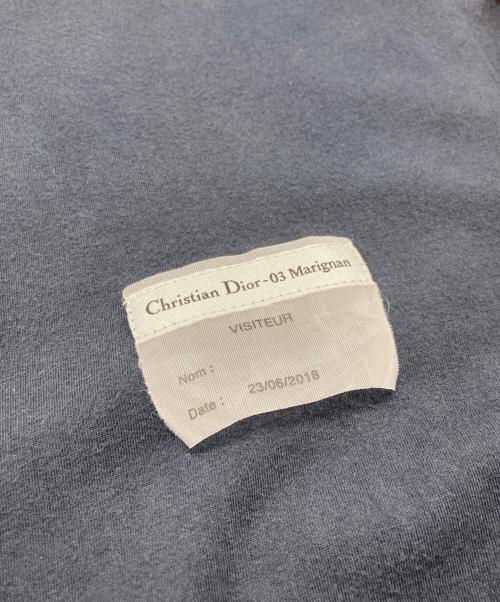 Christian Dior-03 Marignan
VISITEUR
Nom :
Date : 23/06/2018